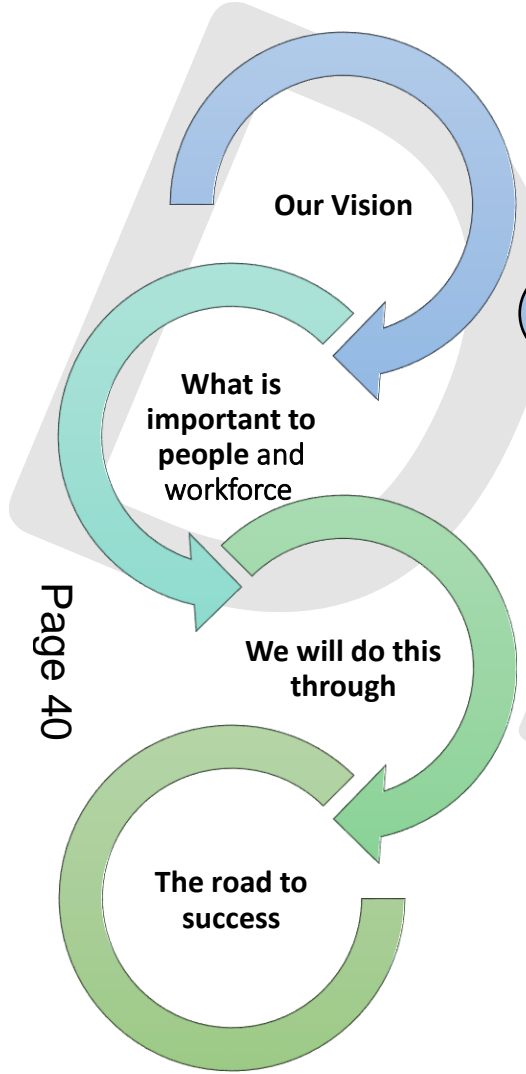 Our Vision
What is
important to
people and
workforce
Page 40
We will do this
through
The road to
success